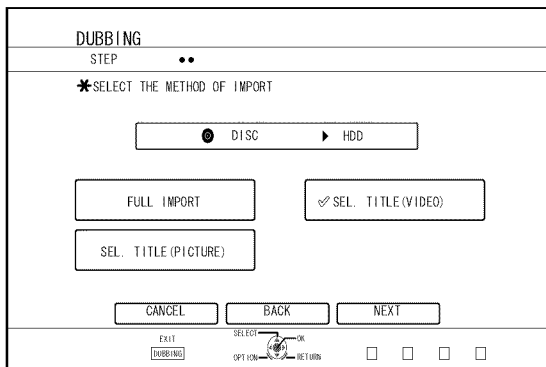 DUBBING
STEP
*SELECT THE METHOD OF IMPORT
DISC ▶ HDD
FULL IMPORT
✓SEL. TITLE(VIDEO)
SEL. TITLE(PICTURE)
CANCEL
BACK
NEXT
EXIT
DUBBING
SELECT
OK
OPTION
RETURN